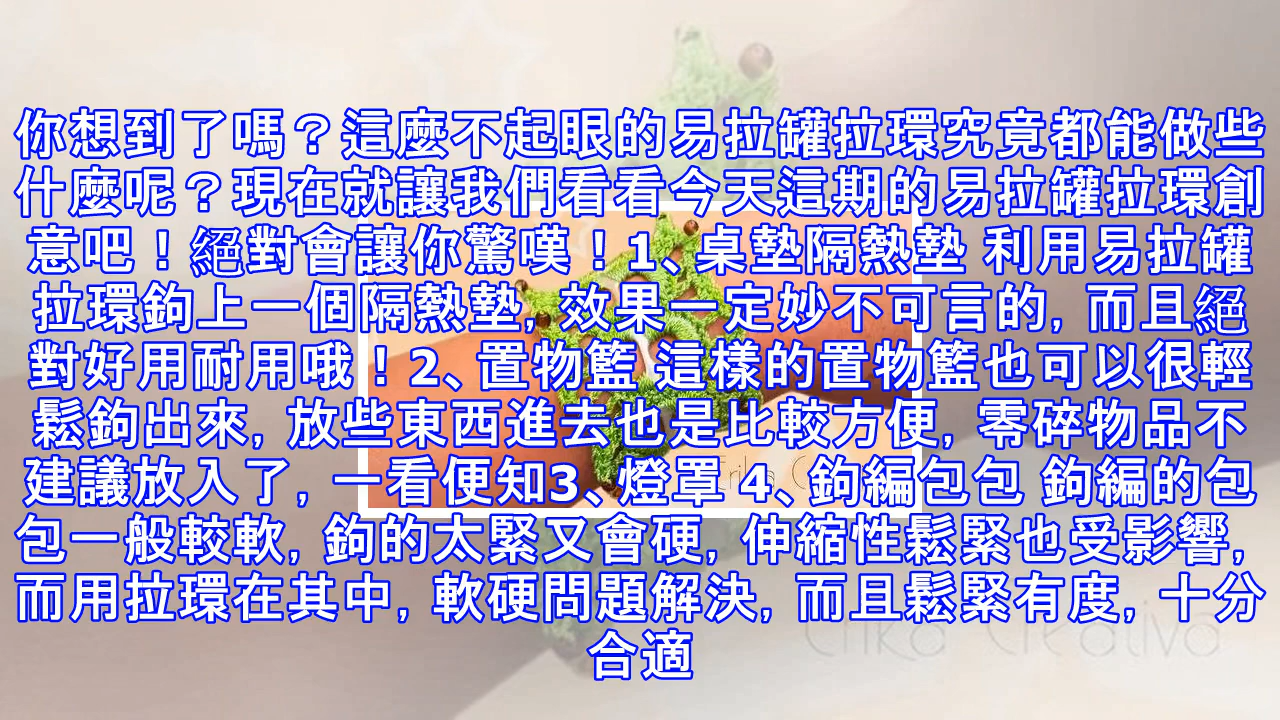 你想到了嗎？這麼不起眼的易拉罐拉環究竟都能做些
什麼呢？現在就讓我們看看今天這期的易拉罐拉環創
意吧！絕對會讓你驚嘆！1、桌墊隔熱墊 利用易拉罐
拉環鉤上一個隔熱墊, 效果一定妙不可言的, 而且絕
對好用耐用哦！2、置物籃 這樣的置物籃也可以很輕
鬆鉤出來, 放些東西進去也是比較方便, 零碎物品不
建議放入了, 一看便知3、燈罩 4、鉤編包包 鉤編的包
包一般較軟, 鉤的太緊又會硬, 伸縮性鬆緊也受影響,
而用拉環在其中, 軟硬問題解決, 而且鬆緊有度, 十分
合適
Erika Creativa